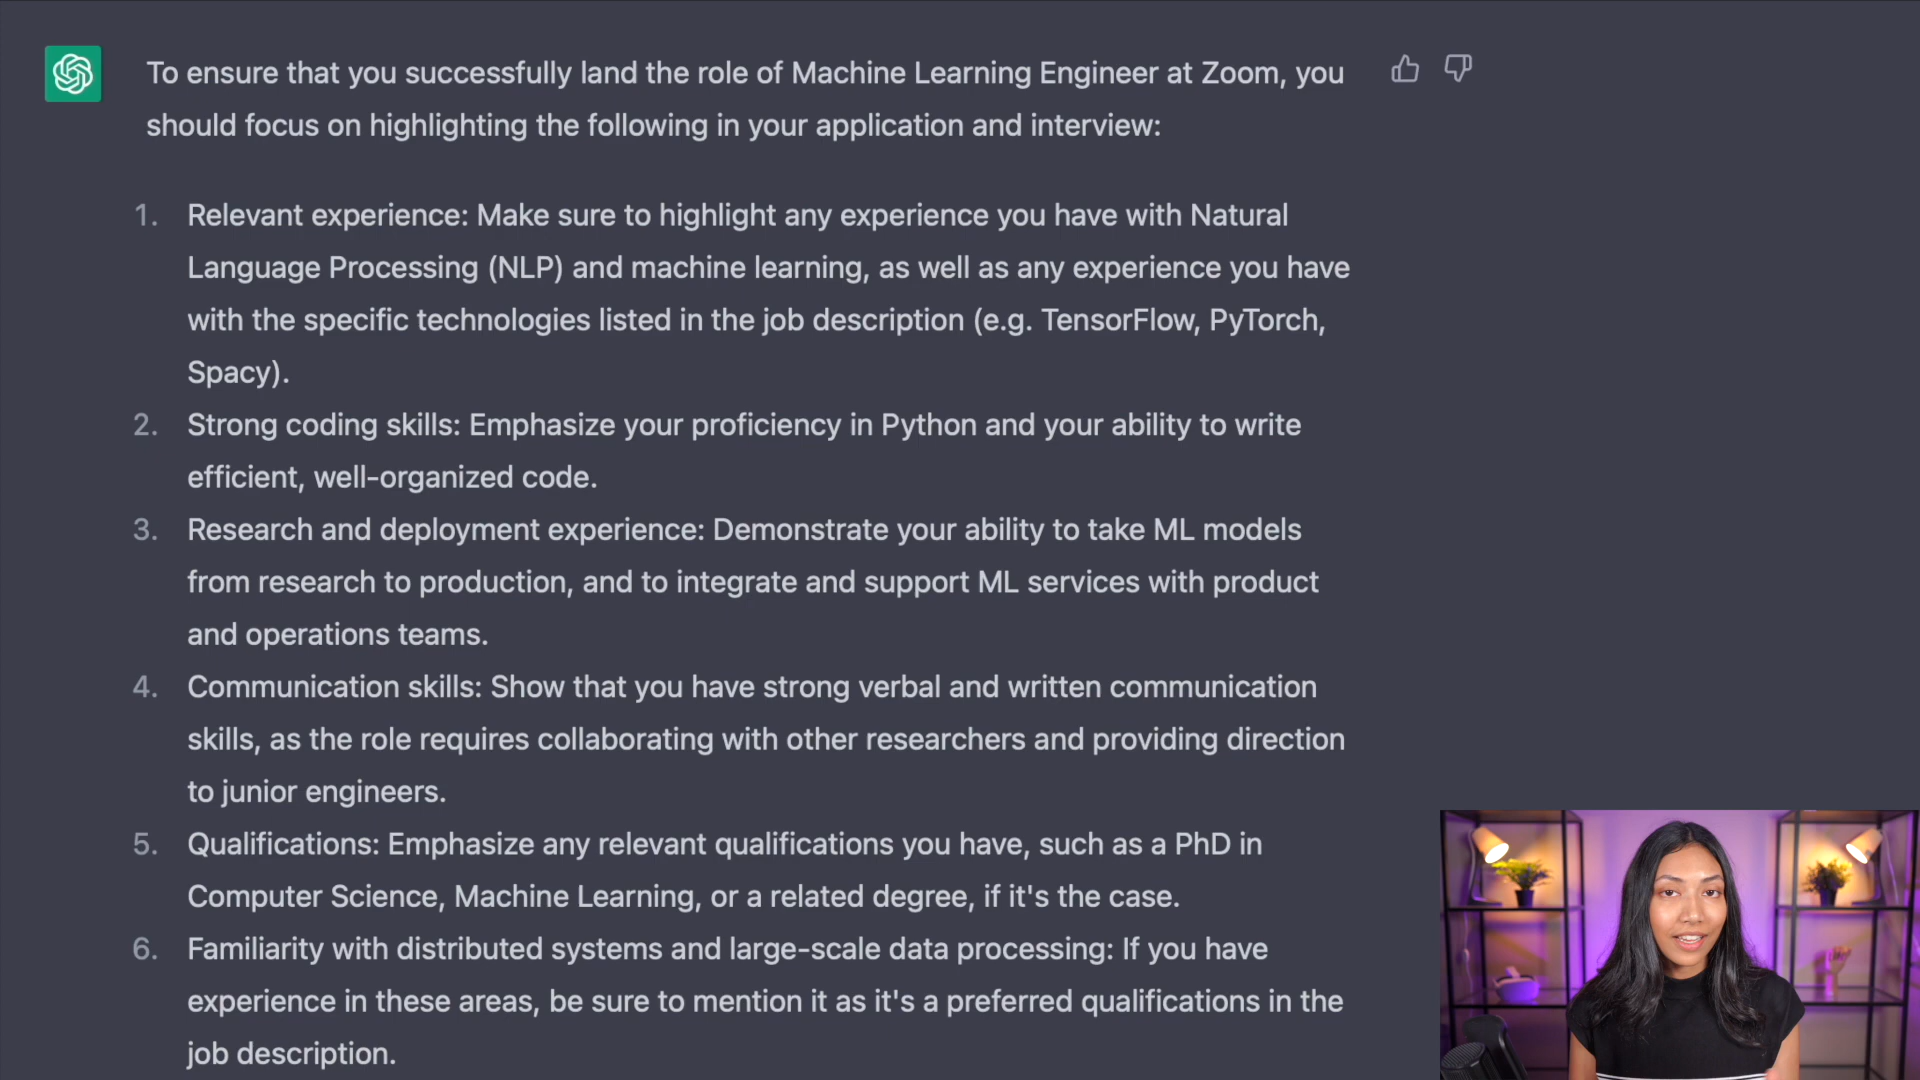 To ensure that you successfully land the role of Machine Learning Engineer at Zoom, you
should focus on highlighting the following in your application and interview:
1. Relevant experience: Make sure to highlight any experience you have with Natural
Language Processing (NLP) and machine learning, as well as any experience you have
with the specific technologies listed in the job description (e.g. TensorFlow, PyTorch,
Spacy).
2. Strong coding skills: Emphasize your proficiency in Python and your ability to write
efficient, well-organized code.
3. Research and deployment experience: Demonstrate your ability to take ML models
from research to production, and to integrate and support ML services with product
and operations teams.
4. Communication skills: Show that you have strong verbal and written communication
skills, as the role requires collaborating with other researchers and providing direction
to junior engineers.
5. Qualifications: Emphasize any relevant qualifications you have, such as a PhD in
Computer Science, Machine Learning, or a related degree, if it's the case.
6. Familiarity with distributed systems and large-scale data processing: If you have
experience in these areas, be sure to mention it as it's a preferred qualifications in the
job description.